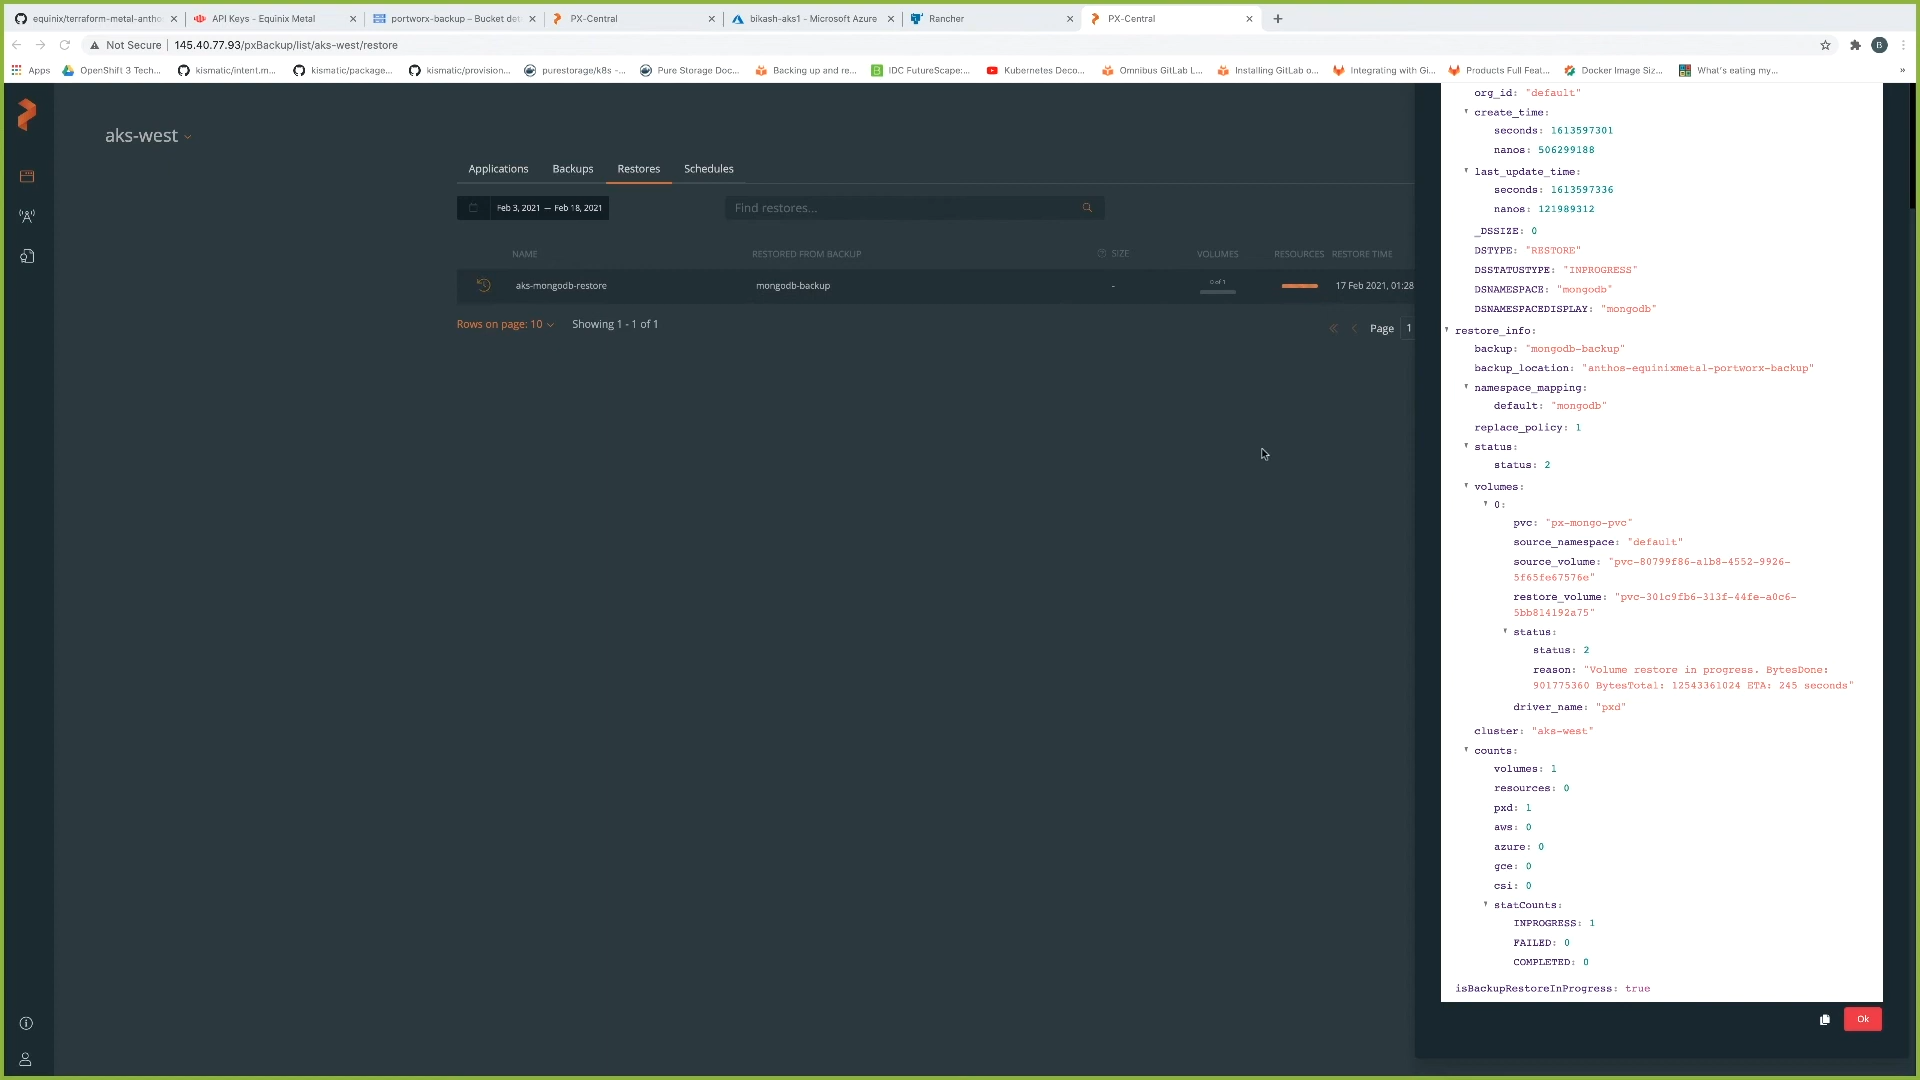 equinix/terraform-metal-antho
API Keys - Equinix Metal
portworx-backup – Bucket det
PX-Central
bikash-aks1 - Microsoft Azure
Rancher
PX-Central
Not Secure
145.40.77.93/pxBackup/list/aks-west/restore
B
Apps
OpenShift 3 Tech...
kismatic/intent.m...
kismatic/package...
kismatic/provision...
purestorage/k8s -...
Pure Storage Doc...
Backing up and re...
IDC FutureScape:...
Kubernetes Deco...
Omnibus GitLab L...
Installing GitLab o...
Integrating with Gi...
Products Full Feat...
Docker Image Siz...
What's eating my...
»
aks-west
Applications
Backups
Restores
Schedules
Feb 3, 2021 — Feb 18, 2021
Find restores...
NAME
RESTORED FROM BACKUP
SIZE
VOLUMES
RESOURCES
RESTORE TIME
aks-mongodb-restore
mongodb-backup
-
0 of 1
17 Feb 2021, 01:28
Rows on page: 10
Showing 1 - 1 of 1
Page
1
org_id: "default"
create_time:
seconds: 1613597301
nanos: 506299188
last_update_time:
seconds: 1613597336
nanos: 121989312
_DSSIZE: 0
DSTYPE: "RESTORE"
DSSTATUSTYPE: "INPROGRESS"
DSNAMESPACE: "mongodb"
DSNAMESPACEDISPLAY: "mongodb"
restore_info:
backup: "mongodb-backup"
backup_location: "anthos-equinixmetal-portworx-backup"
namespace_mapping:
default: "mongodb"
replace_policy: 1
status:
status: 2
volumes:
0:
pvc: "px-mongo-pvc"
source_namespace: "default"
source_volume: "pvc-80799f86-a1b8-4552-9926-
5f65fe67576e"
restore_volume: "pvc-301c9fb6-313f-44fe-a0c6-
5bb814192a75"
status:
status: 2
reason: "Volume restore in progress. BytesDone:
901775360 BytesTotal: 12543361024 ETA: 245 seconds"
driver_name: "pxd"
cluster: "aks-west"
counts:
volumes: 1
resources: 0
pxd: 1
aws: 0
azure: 0
gce: 0
csi: 0
statCounts:
INPROGRESS: 1
FAILED: 0
COMPLETED: 0
isBackupRestoreInProgress: true
Ok